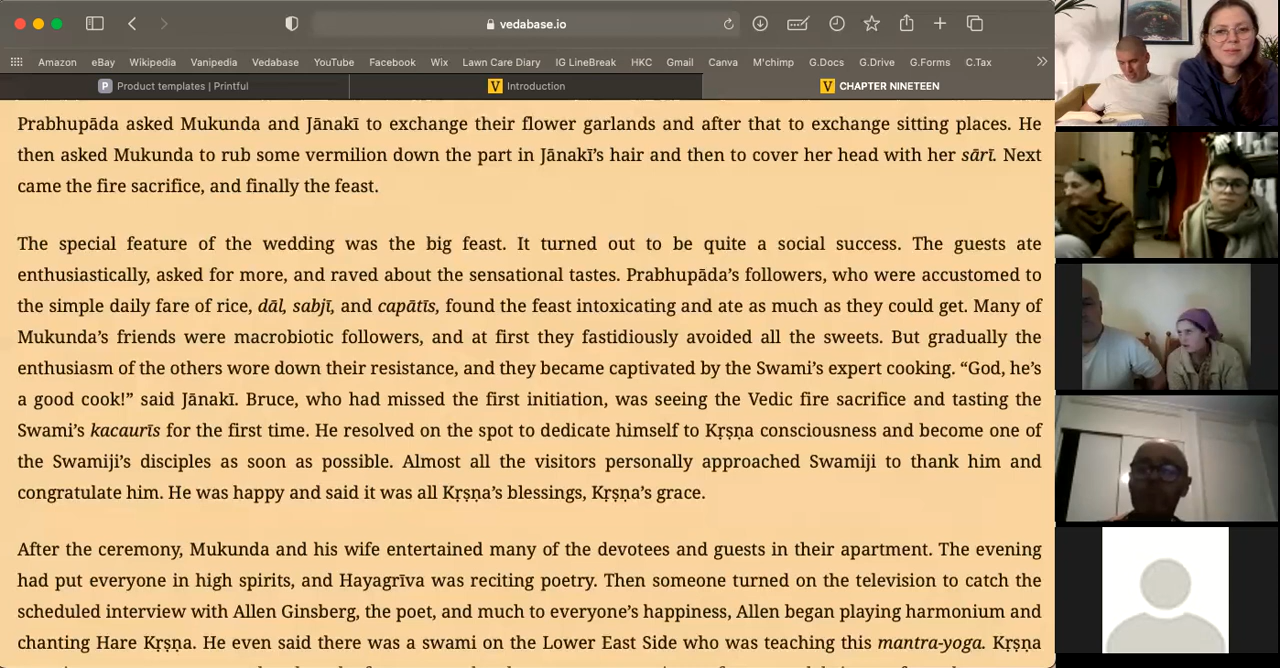 vedabase.io
Amazon eBay Wikipedia Vanipedia Vedabase YouTube Facebook Wix Lawn Care Diary IG LineBreak HKC Gmail Canva M'chimp G.Docs G.Drive G.Forms C.Tax
P Product templates | Printful V Introduction V CHAPTER NINETEEN
Prabhupāda asked Mukunda and Jānakī to exchange their flower garlands and after that to exchange sitting places. He
then asked Mukunda to rub some vermilion down the part in Jānakī’s hair and then to cover her head with her sārī. Next
came the fire sacrifice, and finally the feast.
The special feature of the wedding was the big feast. It turned out to be quite a social success. The guests ate
enthusiastically, asked for more, and raved about the sensational tastes. Prabhupāda’s followers, who were accustomed to
the simple daily fare of rice, dāl, sabjī, and capātīs, found the feast intoxicating and ate as much as they could get. Many of
Mukunda’s friends were macrobiotic followers, and at first they fastidiously avoided all the sweets. But gradually the
enthusiasm of the others wore down their resistance, and they became captivated by the Swami’s expert cooking. “God, he’s
a good cook!” said Jānakī. Bruce, who had missed the first initiation, was seeing the Vedic fire sacrifice and tasting the
Swami’s kacaurīs for the first time. He resolved on the spot to dedicate himself to Kṛṣṇa consciousness and become one of
the Swamiji’s disciples as soon as possible. Almost all the visitors personally approached Swamiji to thank him and
congratulate him. He was happy and said it was all Kṛṣṇa’s blessings, Kṛṣṇa’s grace.
After the ceremony, Mukunda and his wife entertained many of the devotees and guests in their apartment. The evening
had put everyone in high spirits, and Hayagrīva was reciting poetry. Then someone turned on the television to catch the
scheduled interview with Allen Ginsberg, the poet, and much to everyone’s happiness, Allen began playing harmonium and
chanting Hare Kṛṣṇa. He even said there was a swami on the Lower East Side who was teaching this mantra-yoga. Kṛṣṇa